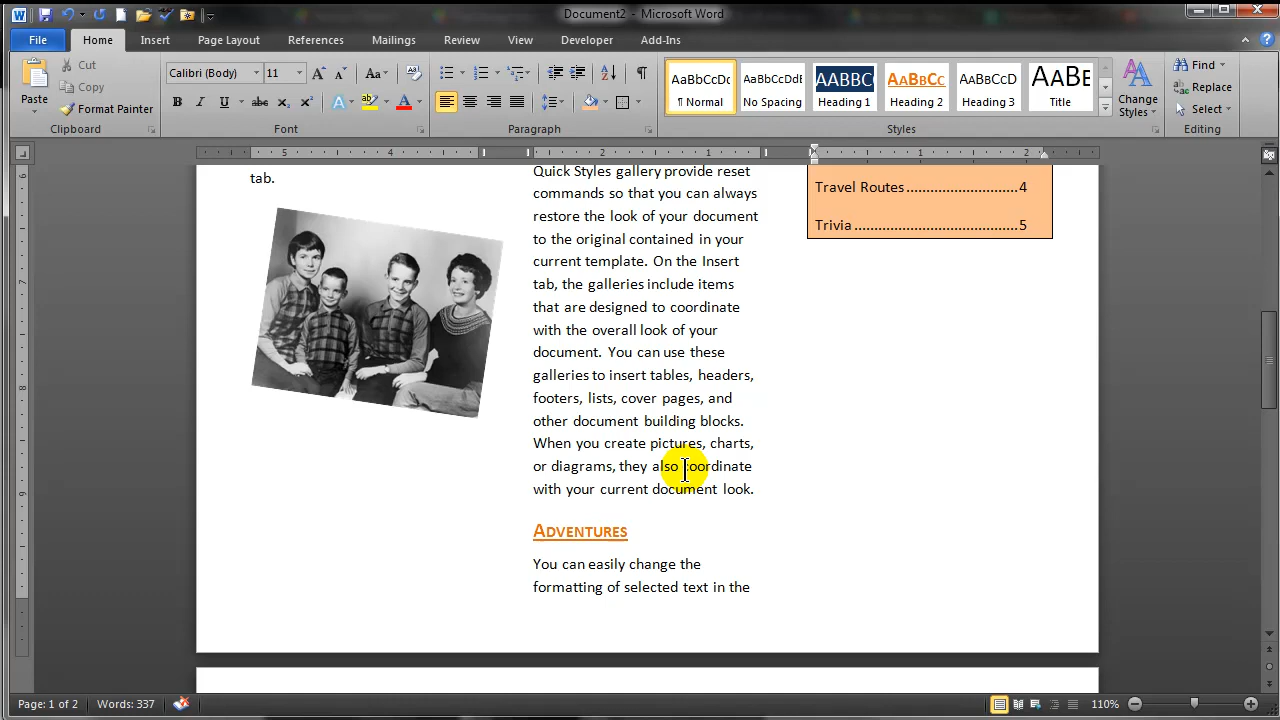 Document2 - Microsoft Word
File Home Insert Page Layout References Mailings Review View Developer Add-Ins
Paste
Cut
Copy
Format Painter
Clipboard
Calibri (Body) 11
Font
Paragraph
AaBbCcDc
¶ Normal
AaBbCcDdE
No Spacing
AABBC
Heading 1
AABBCC
Heading 2
AaBbCcD
Heading 3
AaBb
Title
Change
Styles
Styles
Find
Replace
Select
Editing
tab.
Quick Styles gallery provide reset
commands so that you can always
restore the look of your document
to the original contained in your
current template. On the Insert
tab, the galleries include items
that are designed to coordinate
with the overall look of your
document. You can use these
galleries to insert tables, headers,
footers, lists, cover pages, and
other document building blocks.
When you create pictures, charts,
or diagrams, they also coordinate
with your current document look.
ADVENTURES
You can easily change the
formatting of selected text in the
Travel Routes............................4
Trivia.........................................5
Page: 1 of 2 Words: 337 110%